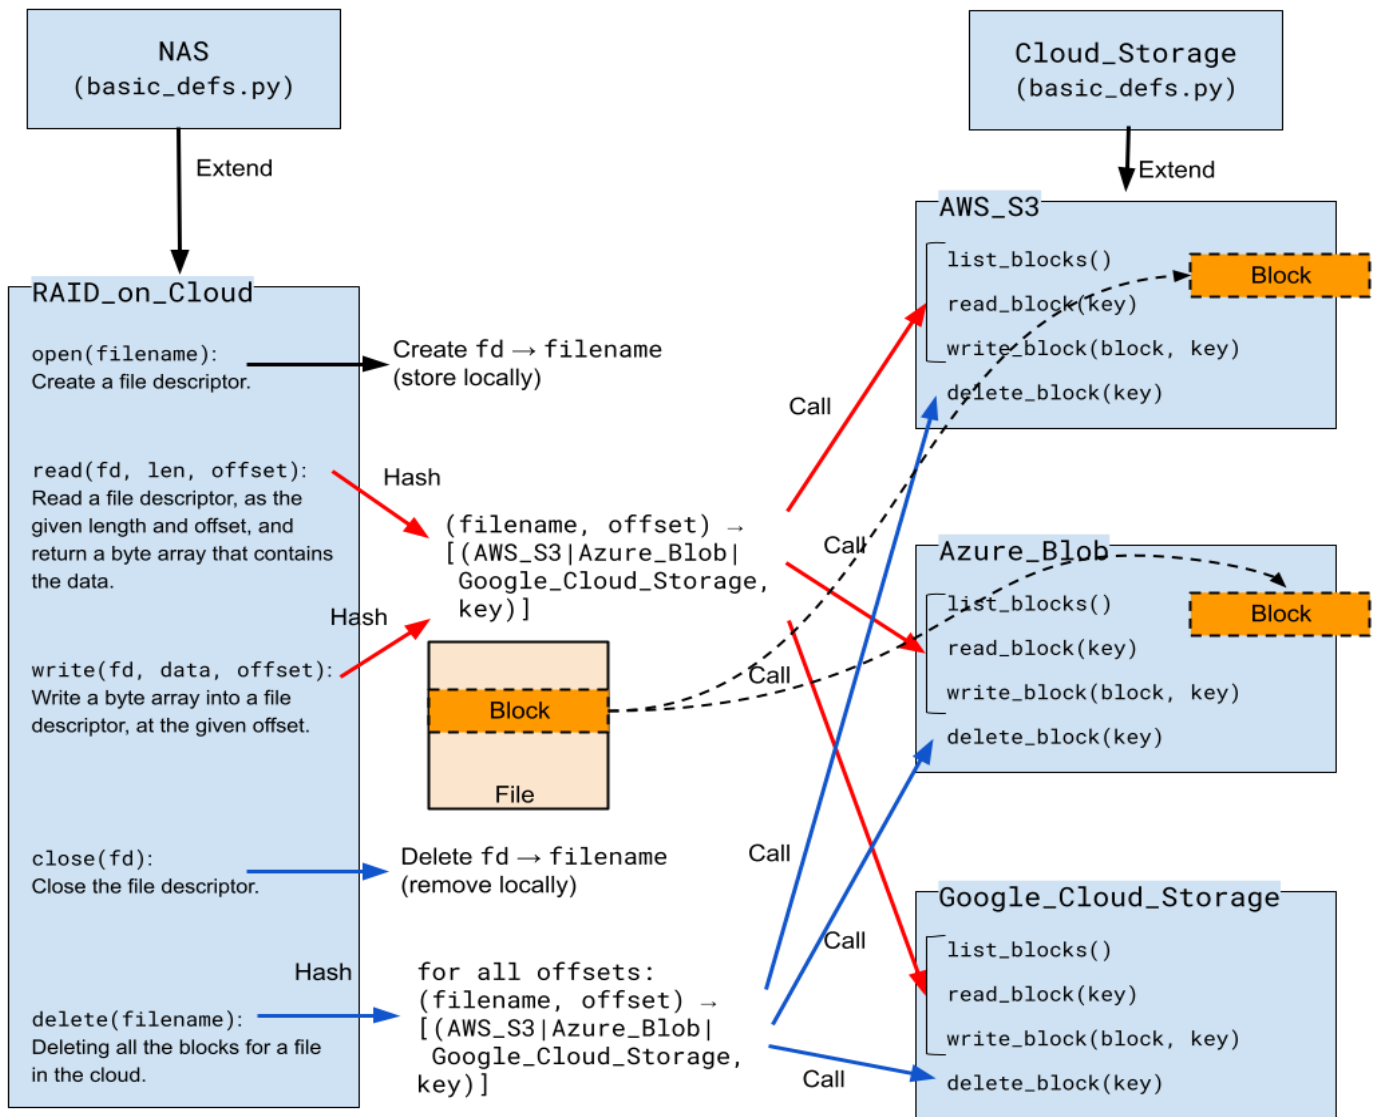 NAS
(basic_defs.py)
Extend
RAID_on_Cloud
open(filename):
Create a file descriptor.
read(fd, len, offset):
Read a file descriptor, as the
given length and offset, and
return a byte array that contains
the data.
write(fd, data, offset):
Write a byte array into a file
descriptor, at the given offset.
close(fd):
Close the file descriptor.
delete(filename):
Deleting all the blocks for a file
in the cloud.
Create fd → filename
(store locally)
Hash
(filename, offset) →
[(AWS_S3|Azure_Blob|
Google_Cloud_Storage,
key)]
Hash
Block
File
Delete fd → filename
(remove locally)
Hash
for all offsets:
(filename, offset) →
[(AWS_S3|Azure_Blob|
Google_Cloud_Storage,
key)]
Call
Call
Call
Call
Call
Call
Cloud_Storage
(basic_defs.py)
Extend
AWS_S3
list_blocks()
read_block(key)
write_block(block, key)
delete_block(key)
Block
Azure_Blob
list_blocks()
read_block(key)
write_block(block, key)
delete_block(key)
Block
Google_Cloud_Storage
list_blocks()
read_block(key)
write_block(block, key)
delete_block(key)